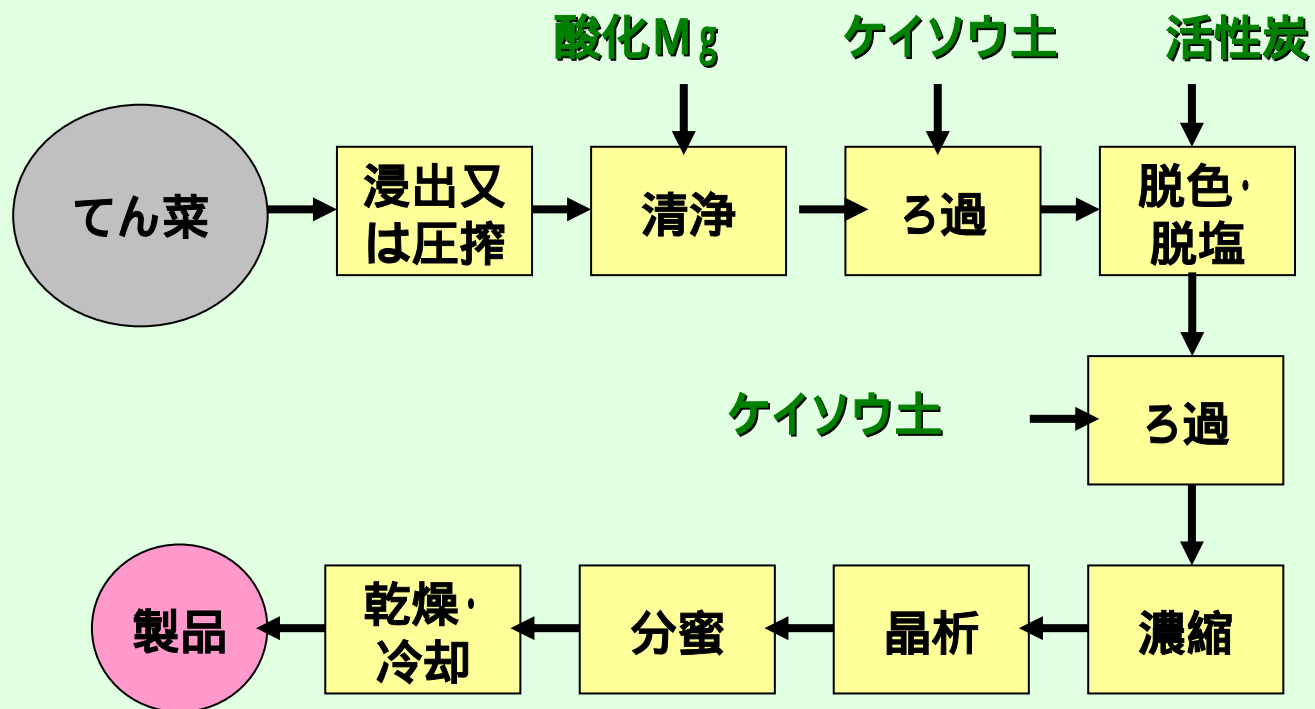 酸化Mg
ケイソウ土
活性炭
てん菜
浸出又
は圧搾
清浄
ろ過
脱色・
脱塩
ケイソウ土
ろ過
製品
乾燥・
冷却
分蜜
晶析
濃縮